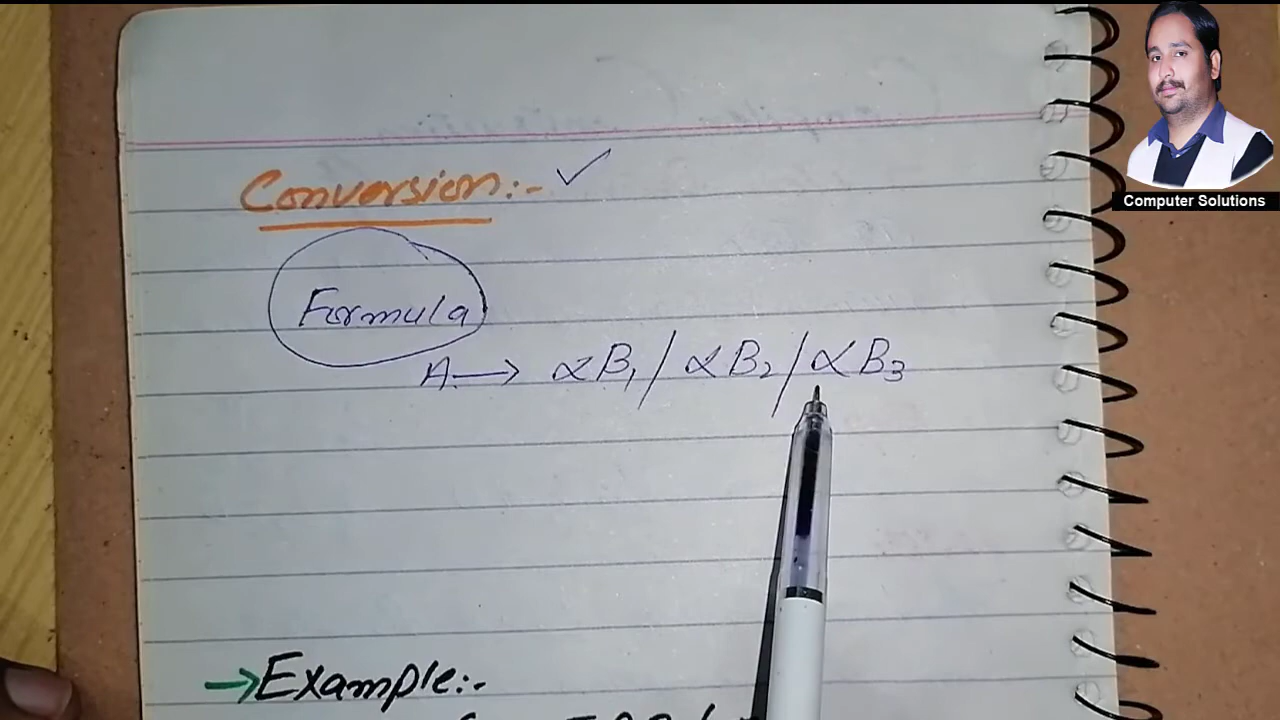 Computer Solutions
Conversion:-
Formula
A → αB₁ / αB₂ / αB₃
→ Example:-